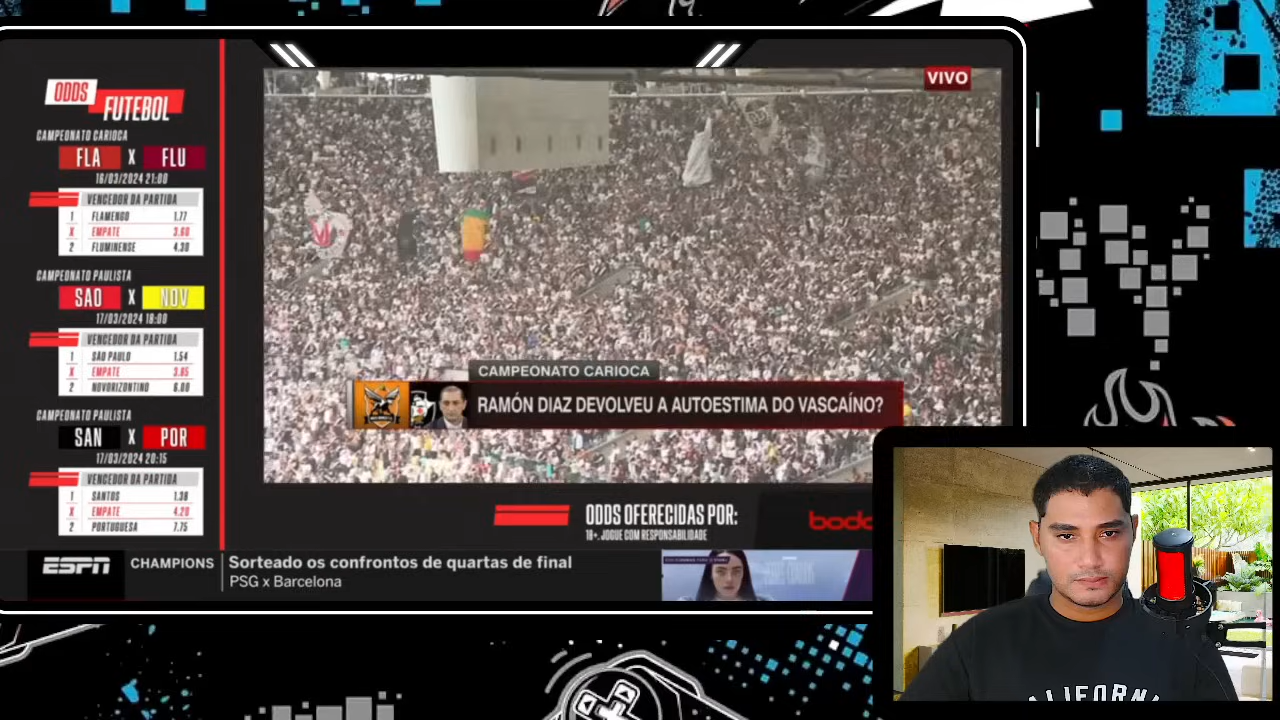 VIVO
ODDS
FUTEBOL
CAMPEONATO CARIOCA
FLA X FLU
16/03/2024 21:00
VENCEDOR DA PARTIDA
1 FLAMENGO 1.77
X EMPATE 3.60
2 FLUMINENSE 4.30
CAMPEONATO PAULISTA
SAO X NOV
17/03/2024 18:00
VENCEDOR DA PARTIDA
1 SÃO PAULO 1.54
X EMPATE 3.85
2 NOVORIZONTINO 6.00
CAMPEONATO PAULISTA
SAN X POR
17/03/2024 20:15
VENCEDOR DA PARTIDA
1 SANTOS 1.38
X EMPATE 4.20
2 PORTUGUESA 7.75
CAMPEONATO CARIOCA
RAMÓN DIAZ DEVOLVEU A AUTOESTIMA DO VASCAÍNO?
ODDS OFERECIDAS POR:
18+. JOGUE COM RESPONSABILIDADE
ESPN
CHAMPIONS
Sorteado os confrontos de quartas de final
PSG x Barcelona